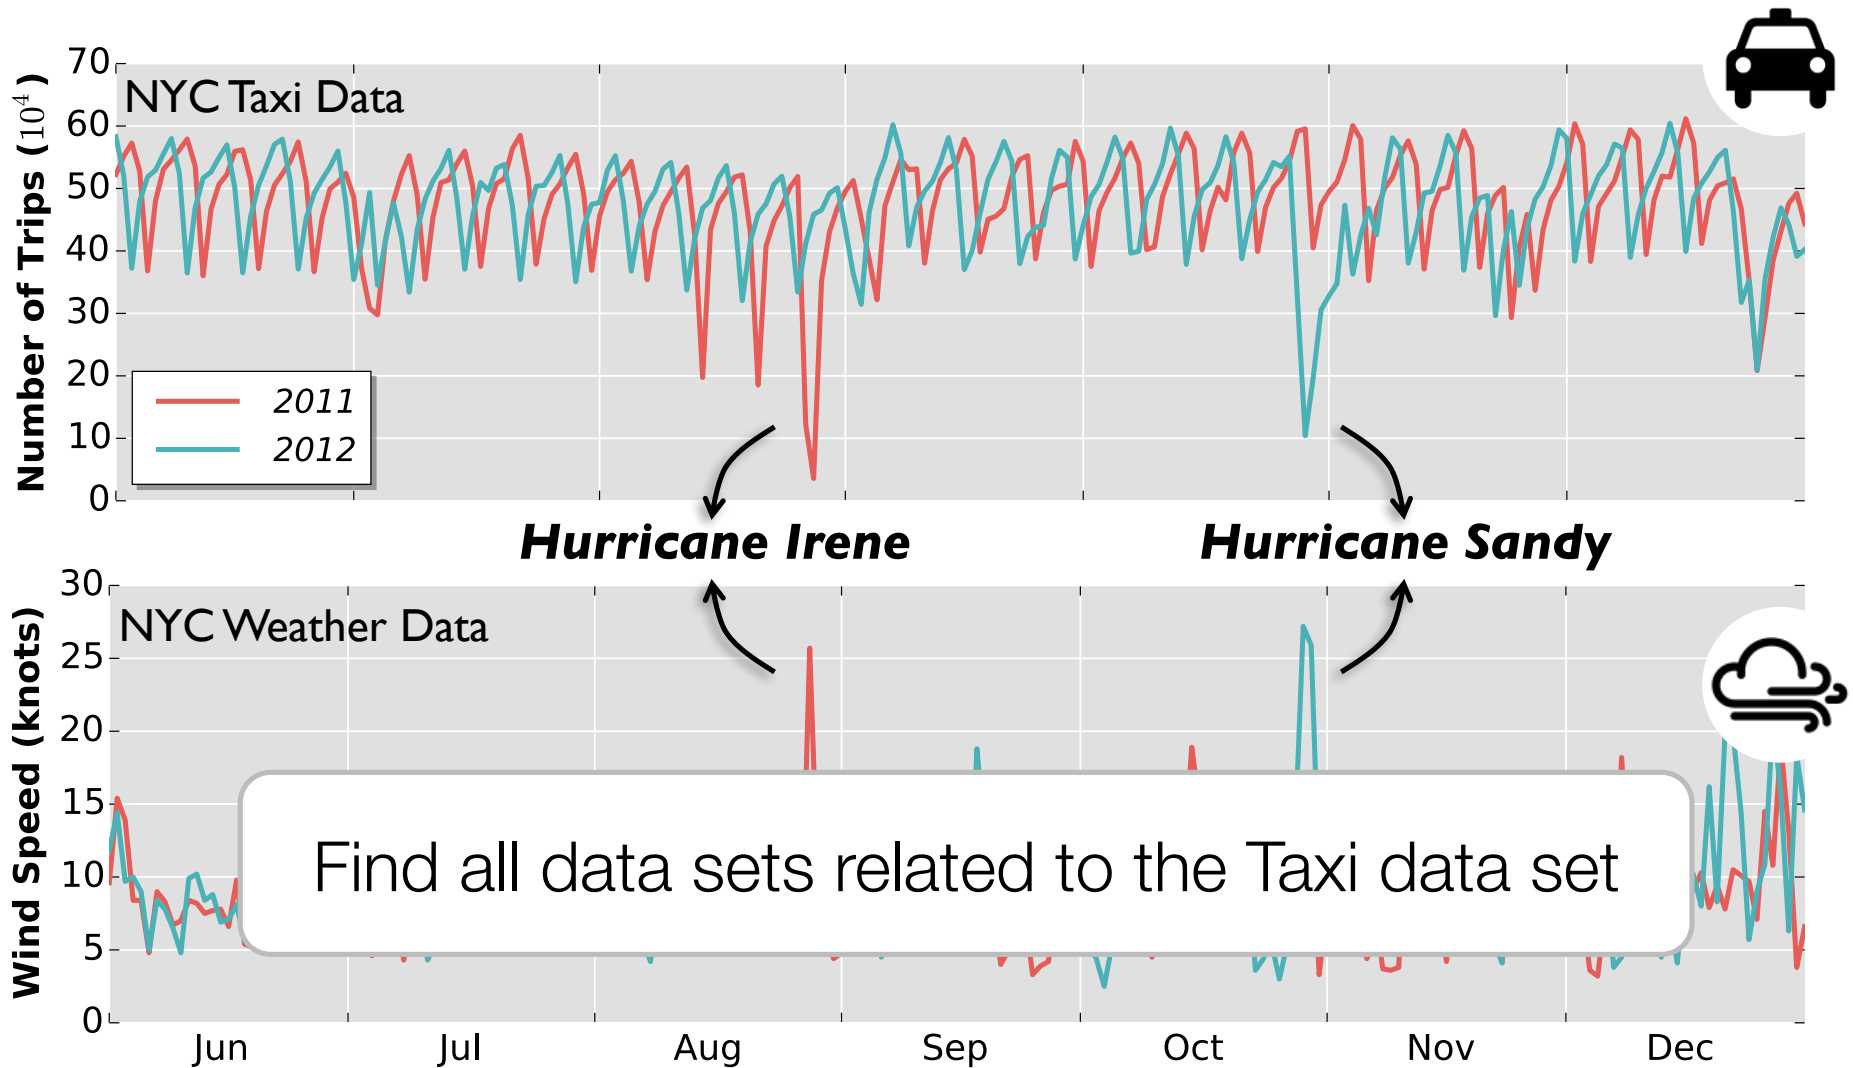 70
60
50
40
30
20
10
0
Number of Trips (10⁴)
NYC Taxi Data
2011
2012
Hurricane Irene
Hurricane Sandy
30
25
20
15
10
5
0
Wind Speed (knots)
NYC Weather Data
Find all data sets related to the Taxi data set
Jun Jul Aug Sep Oct Nov Dec